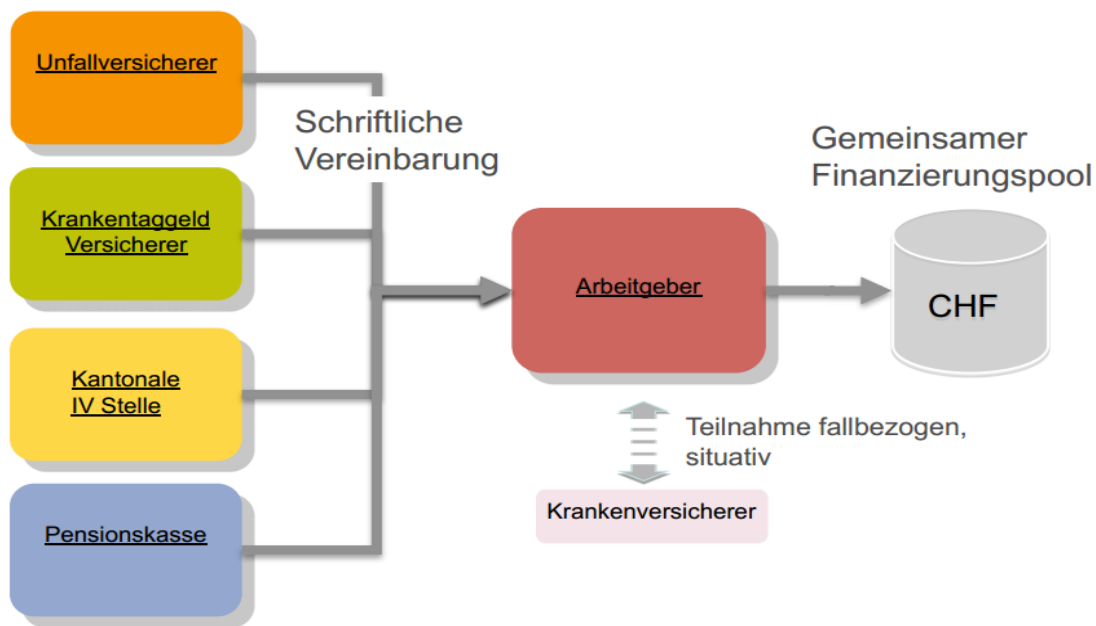 Unfallversicherer
Schriftliche
Vereinbarung
Gemeinsamer
Finanzierungspool
Krankentaggeld
Versicherer
Arbeitgeber
CHF
Kantonale
IV Stelle
Teilnahme fallbezogen,
situativ
Krankenversicherer
Pensionskasse